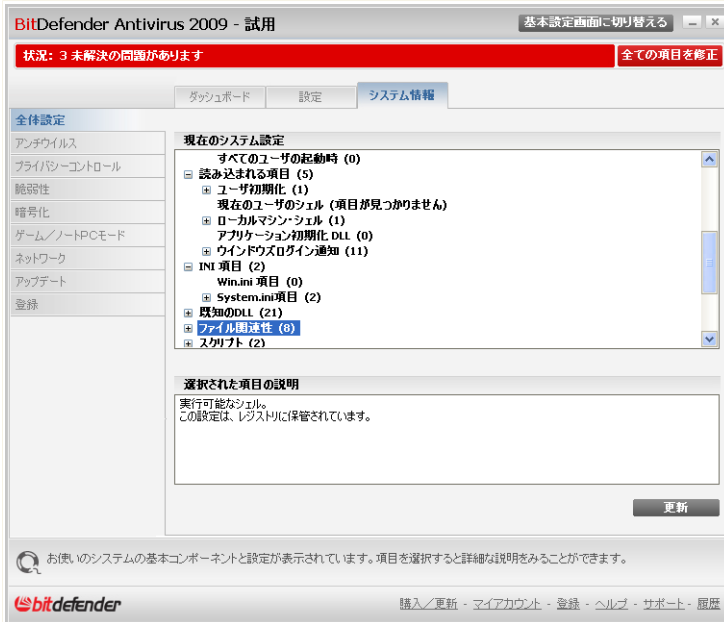 BitDefender Antivirus 2009 - 試用
基本設定画面に切り替える
状況: 3 未解決の問題があります
全ての項目を修正
ダッシュボード
設定
システム情報
全体設定
アンチウイルス
プライバシーコントロール
脆弱性
暗号化
ゲーム／ノートPCモード
ネットワーク
アップデート
登録
現在のシステム設定
すべてのユーザの起動時 (0)
読み込まれる項目 (5)
ユーザ初期化 (1)
現在のユーザのシェル (項目が見つかりません)
ローカルマシン・シェル (1)
アプリケーション初期化 DLL (0)
ウインドウズログイン通知 (11)
INI 項目 (2)
Win.ini 項目 (0)
System.ini項目 (2)
既知のDLL (21)
ファイル関連性 (8)
スクリプト (2)
選択された項目の説明
実行可能なシェル。
この設定は、レジストリに保管されています。
更新
お使いのシステムの基本コンポーネントと設定が表示されています。項目を選択すると詳細な説明をみることができます。
bitdefender
購入／更新 - マイアカウント - 登録 - ヘルプ - サポート - 履歴